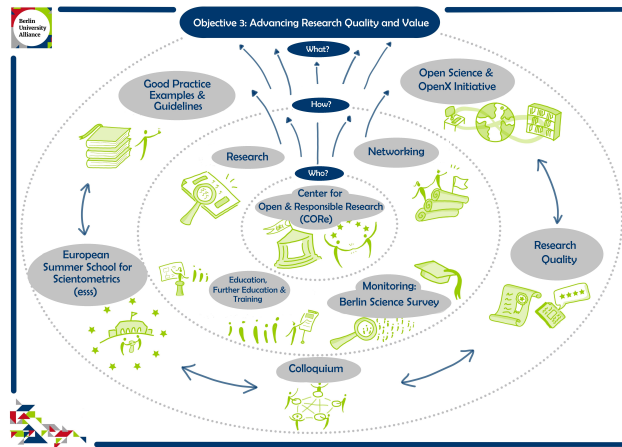 Berlin
University
Alliance
Objective 3: Advancing Research Quality and Value
What?
Good Practice
Examples &
Guidelines
Open Science &
OpenX Initiative
How?
Research
Networking
Who?
Center for
Open & Responsible Research
(CORe)
European
Summer School for
Scientometrics
(esss)
Research
Quality
Education,
Further Education &
Training
Monitoring:
Berlin Science Survey
Colloquium